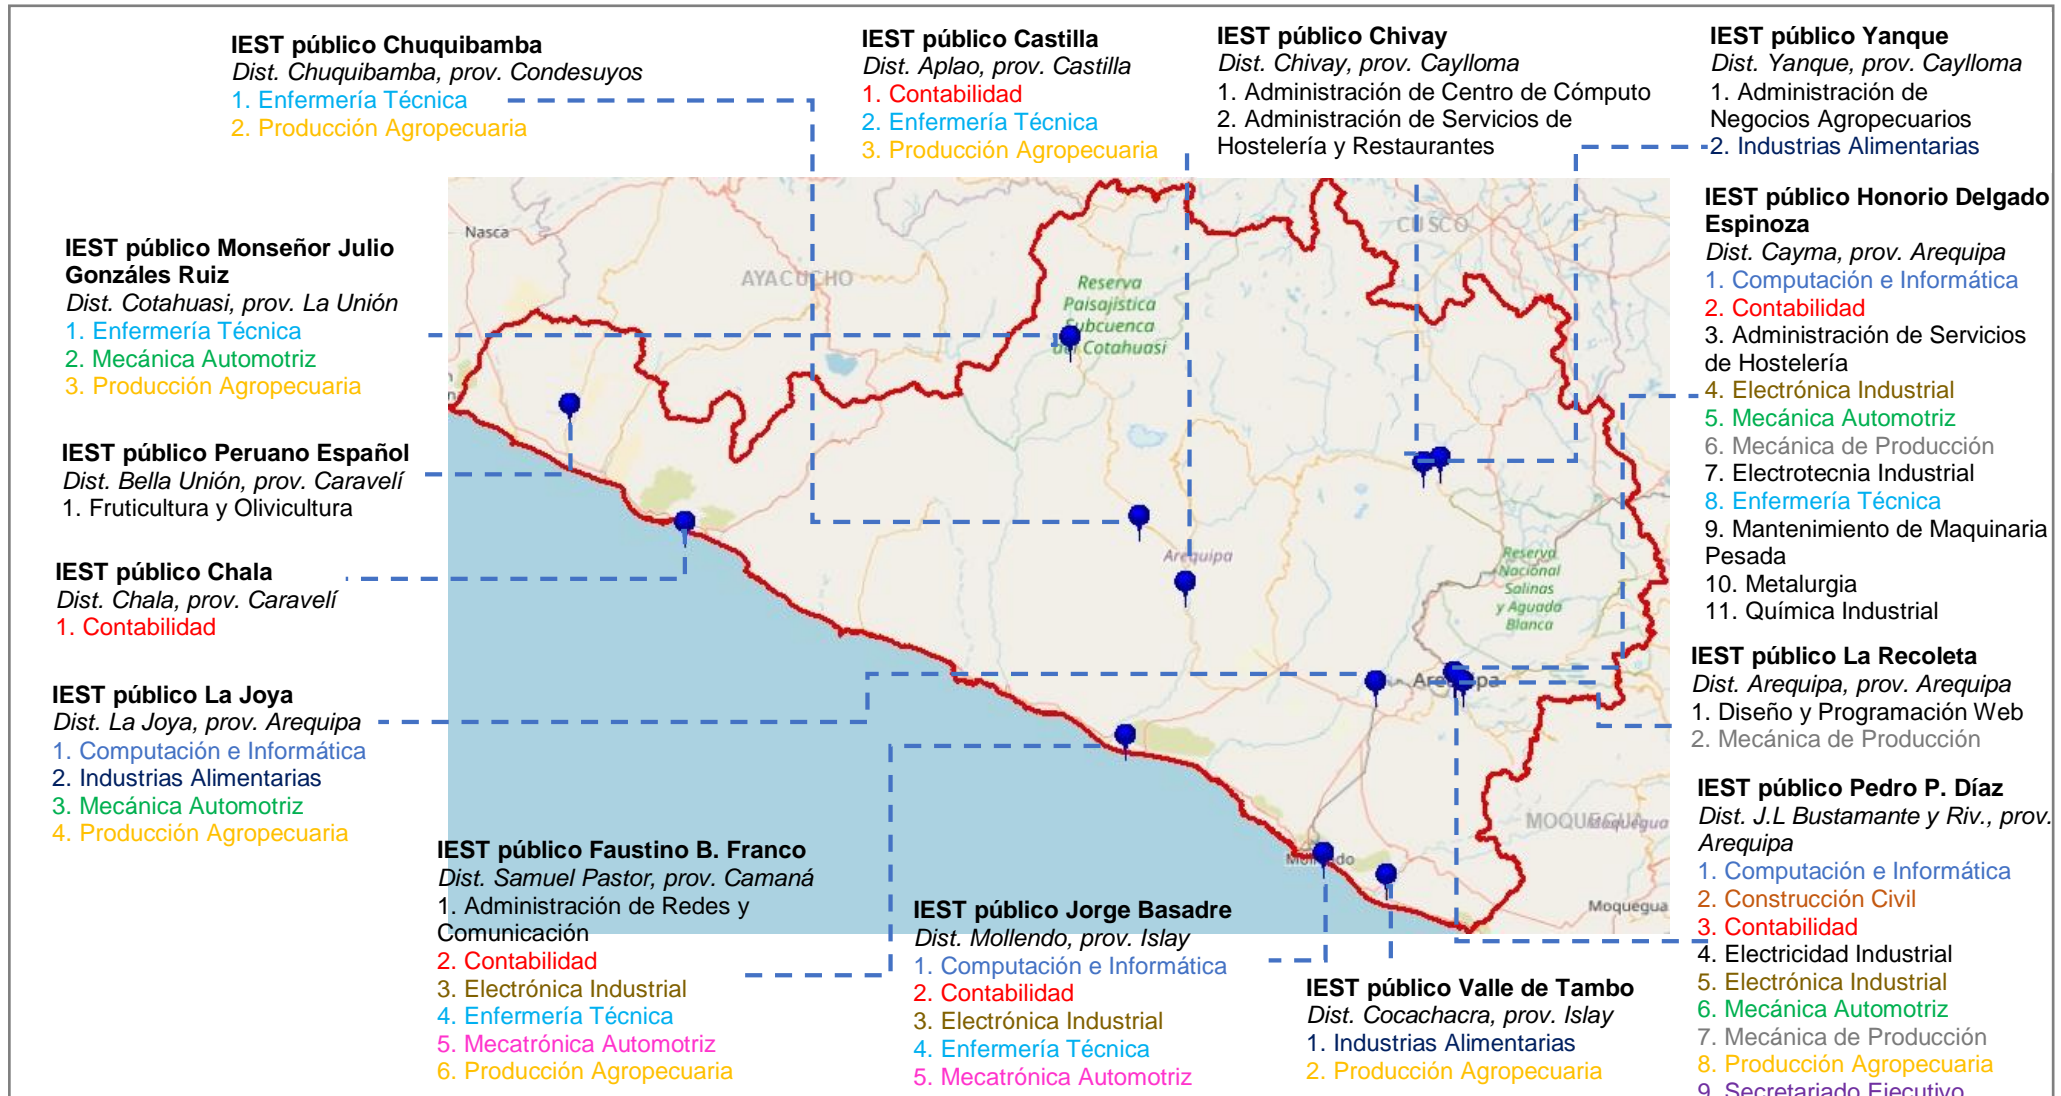 IEST público Chuquibamba
Dist. Chuquibamba, prov. Condesuyos
1. Enfermería Técnica
2. Producción Agropecuaria
IEST público Castilla
Dist. Aplao, prov. Castilla
1. Contabilidad
2. Enfermería Técnica
3. Producción Agropecuaria
IEST público Chivay
Dist. Chivay, prov. Caylloma
1. Administración de Centro de Cómputo
2. Administración de Servicios de
Hostelería y Restaurantes
IEST público Yanque
Dist. Yanque, prov. Caylloma
1. Administración de
Negocios Agropecuarios
2. Industrias Alimentarias
IEST público Monseñor Julio
Gonzáles Ruiz
Dist. Cotahuasi, prov. La Unión
1. Enfermería Técnica
2. Mecánica Automotriz
3. Producción Agropecuaria
IEST público Peruano Español
Dist. Bella Unión, prov. Caravelí
1. Fruticultura y Olivicultura
IEST público Chala
Dist. Chala, prov. Caravelí
1. Contabilidad
IEST público La Joya
Dist. La Joya, prov. Arequipa
1. Computación e Informática
2. Industrias Alimentarias
3. Mecánica Automotriz
4. Producción Agropecuaria
Nasca
AYACUCHO
CUSCO
Reserva
Paisajística
Subcuenca
del Cotahuasi
Arequipa
Reserva
Nacional
Salinas
y Aguada
Blanca
Arequipa
MOQUEGUA
Moquegua
Mollendo
Moquegua
IEST público Honorio Delgado
Espinoza
Dist. Cayma, prov. Arequipa
1. Computación e Informática
2. Contabilidad
3. Administración de Servicios
de Hostelería
4. Electrónica Industrial
5. Mecánica Automotriz
6. Mecánica de Producción
7. Electrotecnia Industrial
8. Enfermería Técnica
9. Mantenimiento de Maquinaria
Pesada
10. Metalurgia
11. Química Industrial
IEST público La Recoleta
Dist. Arequipa, prov. Arequipa
1. Diseño y Programación Web
2. Mecánica de Producción
IEST público Pedro P. Díaz
Dist. J.L Bustamante y Riv., prov.
Arequipa
1. Computación e Informática
2. Construcción Civil
3. Contabilidad
4. Electricidad Industrial
5. Electrónica Industrial
6. Mecánica Automotriz
7. Mecánica de Producción
8. Producción Agropecuaria
9. Secretariado Ejecutivo
IEST público Faustino B. Franco
Dist. Samuel Pastor, prov. Camaná
1. Administración de Redes y
Comunicación
2. Contabilidad
3. Electrónica Industrial
4. Enfermería Técnica
5. Mecatrónica Automotriz
6. Producción Agropecuaria
IEST público Jorge Basadre
Dist. Mollendo, prov. Islay
1. Computación e Informática
2. Contabilidad
3. Electrónica Industrial
4. Enfermería Técnica
5. Mecatrónica Automotriz
IEST público Valle de Tambo
Dist. Cocachacra, prov. Islay
1. Industrias Alimentarias
2. Producción Agropecuaria